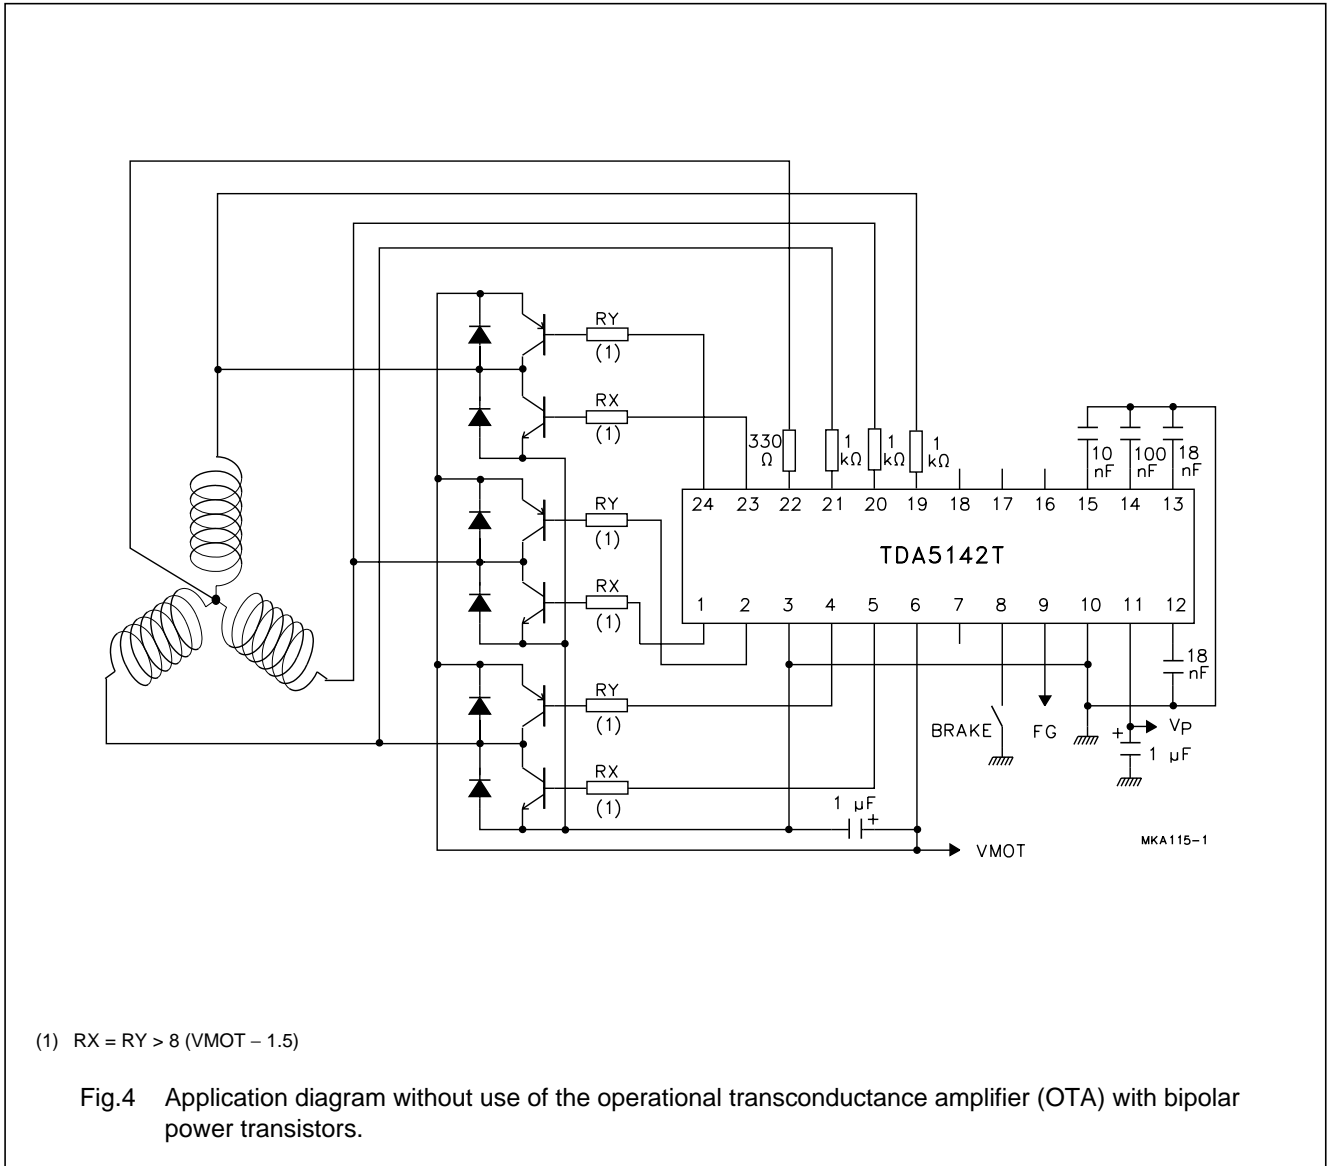 RY
(1)
RX
(1)
330 Ω
1 kΩ
1 kΩ
1 kΩ
10 nF
100 nF
18 nF
24 23 22 21 20 19 18 17 16 15 14 13
TDA5142T
1 2 3 4 5 6 7 8 9 10 11 12
RY
(1)
RX
(1)
18 nF
RY
(1)
BRAKE
FG
+
VP
1 µF
RX
(1)
1 µF
+
VMOT
MKA115-1
(1) RX = RY > 8 (VMOT – 1.5)
Fig.4 Application diagram without use of the operational transconductance amplifier (OTA) with bipolar
power transistors.